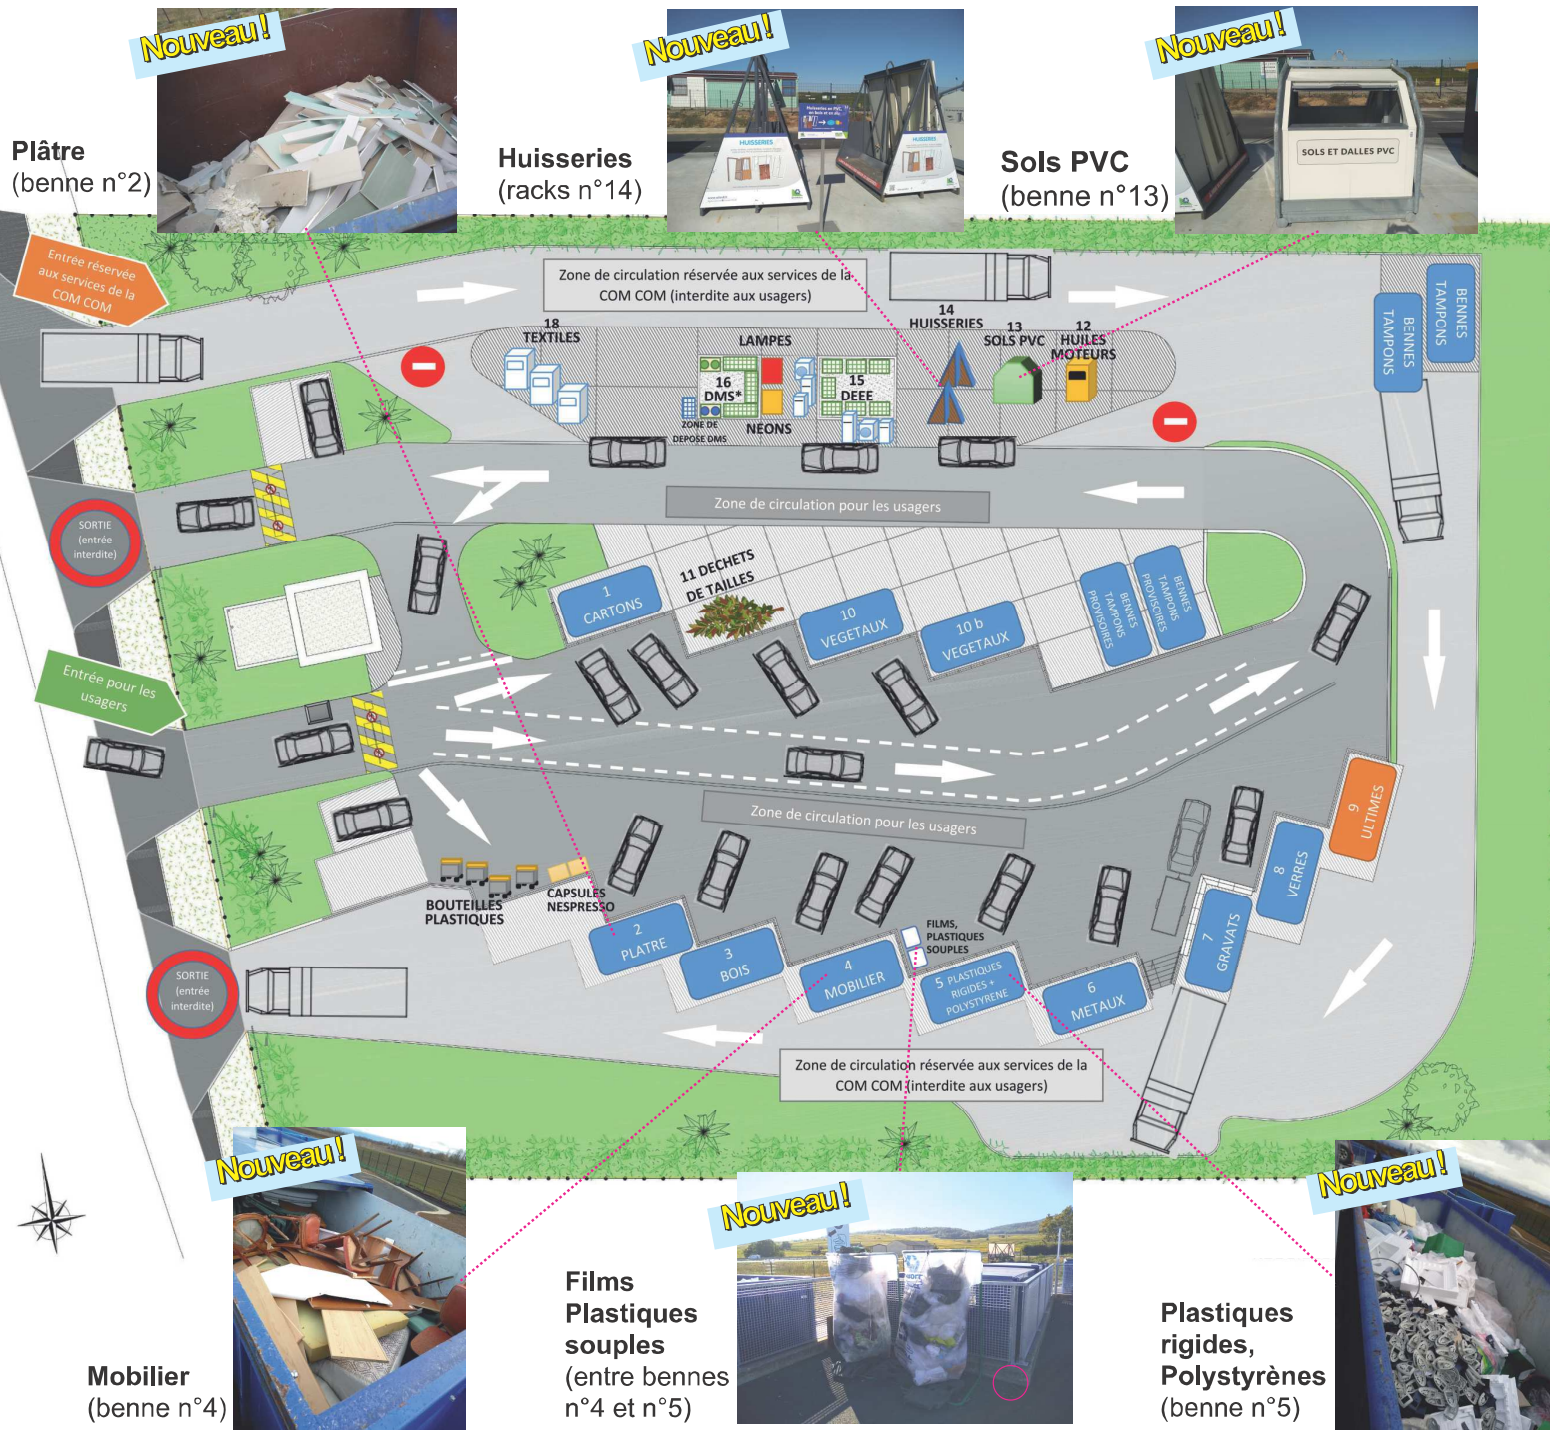 Nouveau !
Nouveau !
Nouveau !
Plâtre
(benne n°2)
Huisseries
(racks n°14)
Sols PVC
(benne n°13)
HUISSERIES
Huisseries en PVC,
HUISSERIES
SOLS ET DALLES PVC
Entrée réservée
aux services de la
COM COM
Zone de circulation réservée aux services de la
COM COM (interdite aux usagers)
BENNES
TAMPONS
BENNES
TAMPONS
18
TEXTILES
LAMPES
14
HUISSERIES
13
SOLS PVC
12
HUILES
MOTEURS
16
DMS*
15
DEEE
ZONE DE
DEPOSE DMS
NEONS
Zone de circulation pour les usagers
SORTIE
(entrée
interdite)
1
CARTONS
11 DECHETS
DE TAILLES
10
VEGETAUX
10 b
VEGETAUX
BENNES
TAMPONS
PROVISOIRES
BENNES
TAMPONS
PROVISCIRES
Entrée pour les
usagers
Zone de circulation pour les usagers
9
ULTIMES
8
VERRES
7
GRAVATS
BOUTEILLES
PLASTIQUES
CAPSULES
NESPRESSO
2
PLATRE
3
BOIS
4
MOBILIER
FILMS,
PLASTIQUES
SOUPLES
5 PLASTIQUES
RIGIDES +
POLYSTYRENE
6
METAUX
SORTIE
(entrée
interdite)
Zone de circulation réservée aux services de la
COM COM (interdite aux usagers)
Nouveau !
Nouveau !
Nouveau !
Mobilier
(benne n°4)
Films
Plastiques
souples
(entre bennes
n°4 et n°5)
Plastiques
rigides,
Polystyrènes
(benne n°5)